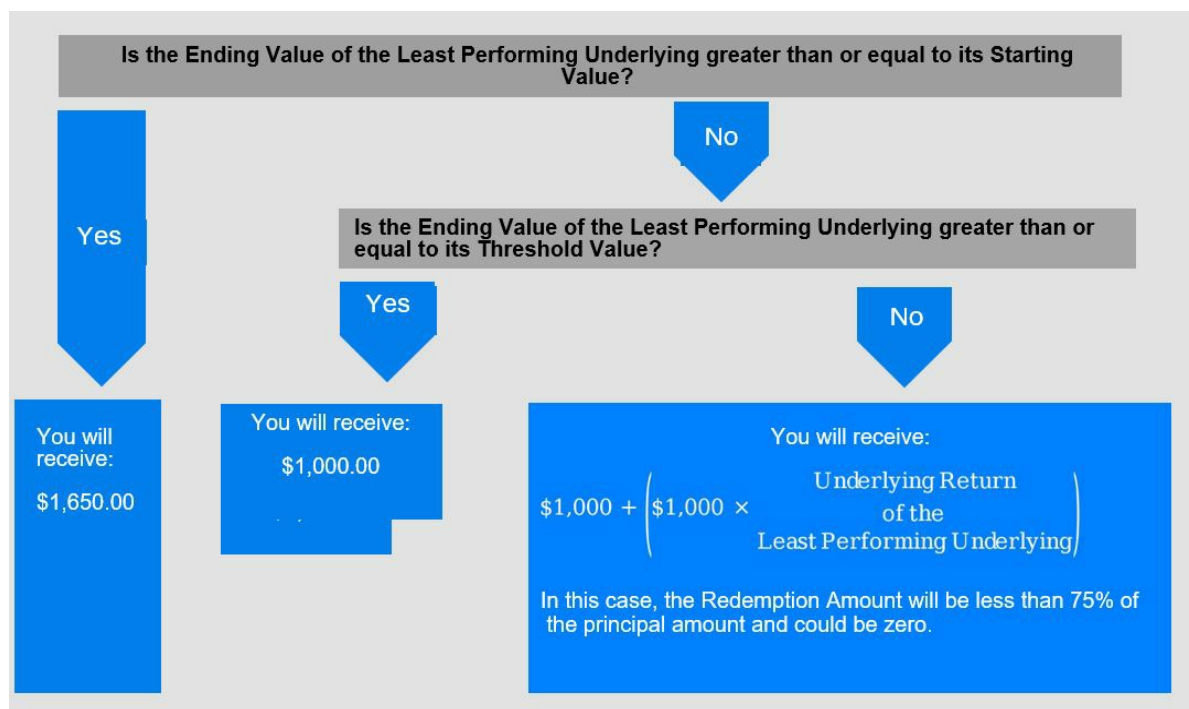 Is the Ending Value of the Least Performing Underlying greater than or equal to its Starting
Value?
No
Yes
Is the Ending Value of the Least Performing Underlying greater than or
equal to its Threshold Value?
Yes
No
You will
receive:
$1,650.00
You will receive:
$1,000.00
You will receive:
Underlying Return
$1,000 + ($1,000 × of the
Least Performing Underlying)
In this case, the Redemption Amount will be less than 75% of
the principal amount and could be zero.